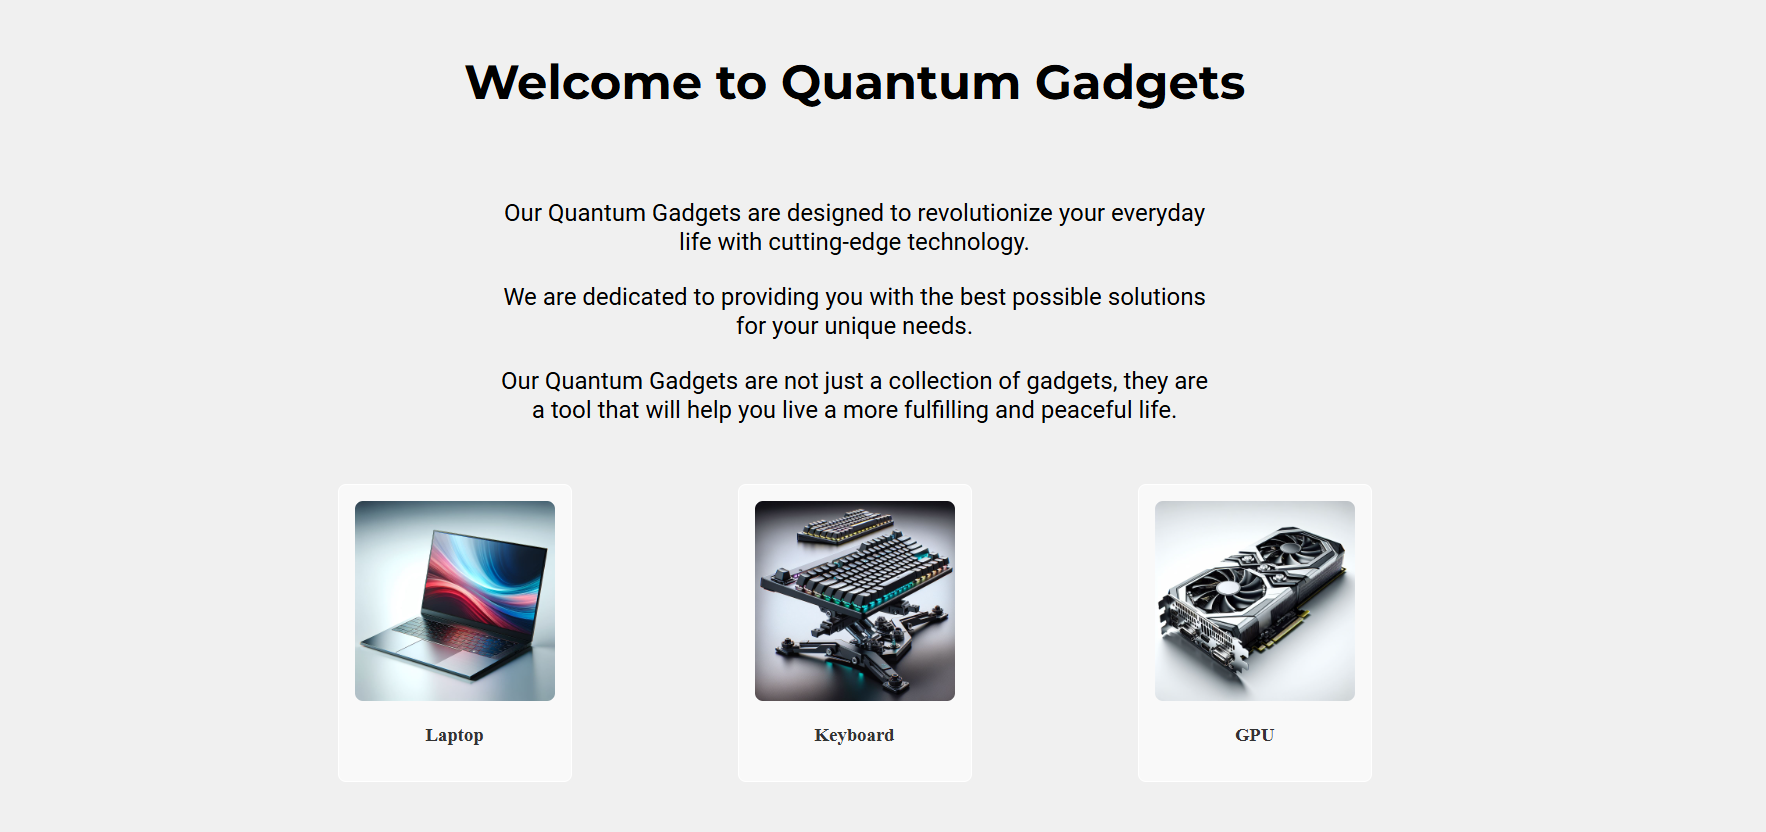 Welcome to Quantum Gadgets
Our Quantum Gadgets are designed to revolutionize your everyday
life with cutting-edge technology.
We are dedicated to providing you with the best possible solutions
for your unique needs.
Our Quantum Gadgets are not just a collection of gadgets, they are
a tool that will help you live a more fulfilling and peaceful life.
Laptop
Keyboard
GPU